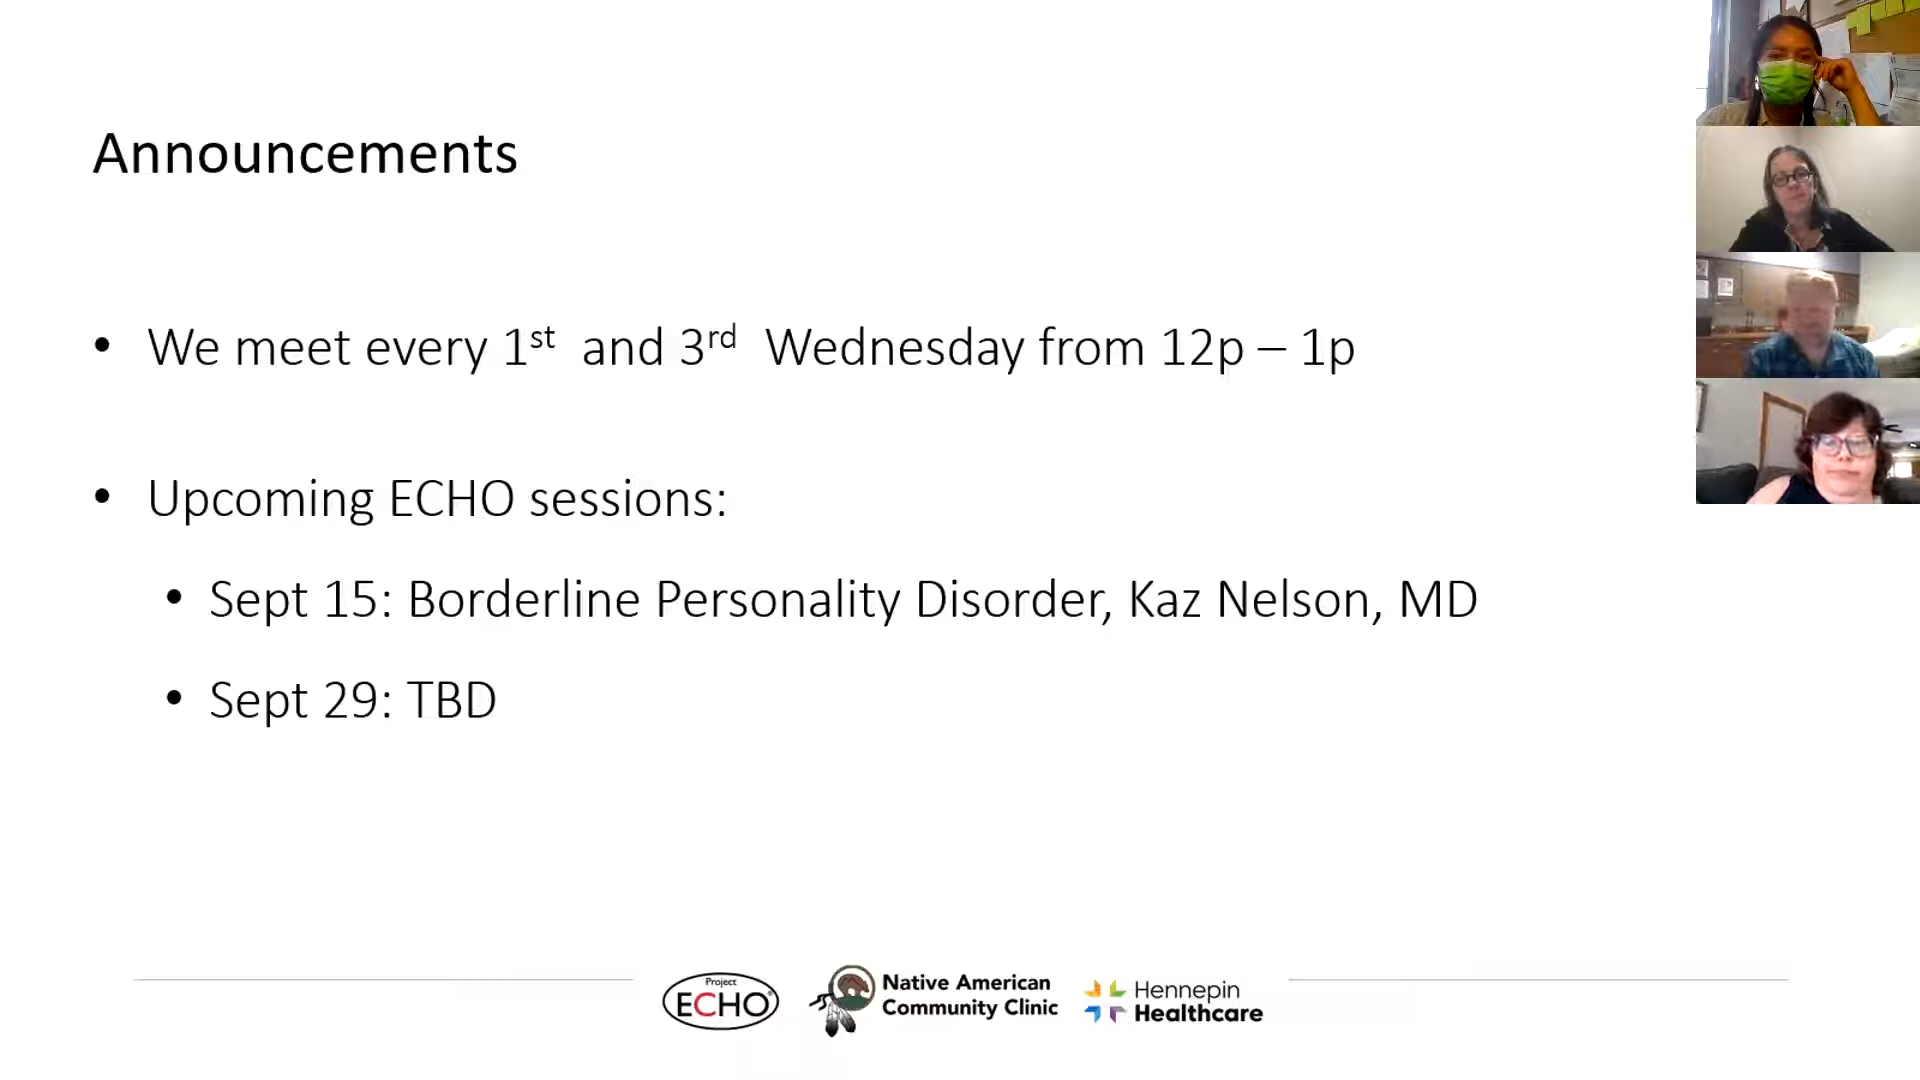 Announcements
• We meet every 1st and 3rd Wednesday from 12p – 1p
• Upcoming ECHO sessions:
• Sept 15: Borderline Personality Disorder, Kaz Nelson, MD
• Sept 29: TBD
Project
ECHO®
Native American
Community Clinic
Hennepin
Healthcare